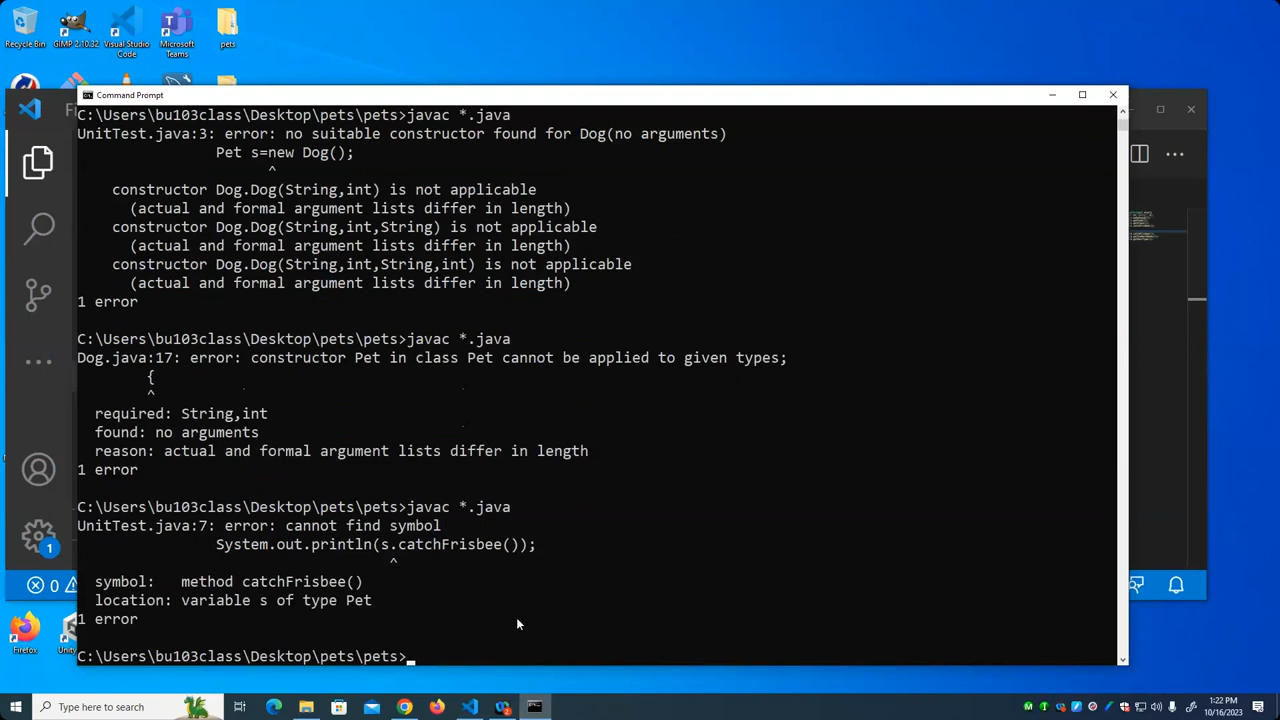 Recycle Bin
GIMP 2.10.32
Visual Studio
Code
Microsoft
Teams
pets
Command Prompt
C:\Users\bu103class\Desktop\pets\pets>javac *.java
UnitTest.java:3: error: no suitable constructor found for Dog(no arguments)
Pet s=new Dog();
^
constructor Dog.Dog(String,int) is not applicable
(actual and formal argument lists differ in length)
constructor Dog.Dog(String,int,String) is not applicable
(actual and formal argument lists differ in length)
constructor Dog.Dog(String,int,String,int) is not applicable
(actual and formal argument lists differ in length)
1 error
C:\Users\bu103class\Desktop\pets\pets>javac *.java
Dog.java:17: error: constructor Pet in class Pet cannot be applied to given types;
{
^
required: String,int
found: no arguments
reason: actual and formal argument lists differ in length
1 error
C:\Users\bu103class\Desktop\pets\pets>javac *.java
UnitTest.java:7: error: cannot find symbol
System.out.println(s.catchFrisbee());
^
symbol: method catchFrisbee()
location: variable s of type Pet
1 error
C:\Users\bu103class\Desktop\pets\pets>
1
0
Firefox
Type here to search
1:22 PM
10/16/2023